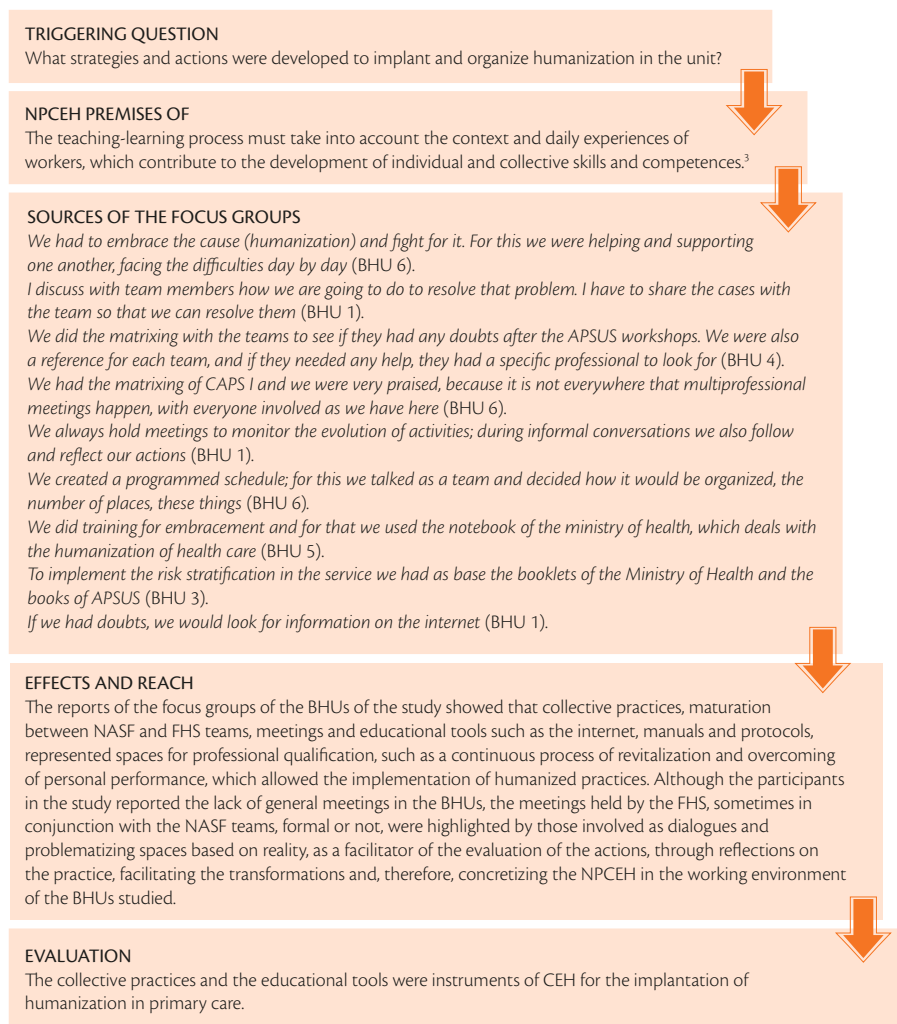 TRIGGERING QUESTION
What strategies and actions were developed to implant and organize humanization in the unit?
NPCEH PREMISES OF
The teaching-learning process must take into account the context and daily experiences of
workers, which contribute to the development of individual and collective skills and competences.³
SOURCES OF THE FOCUS GROUPS
We had to embrace the cause (humanization) and fight for it. For this we were helping and supporting
one another, facing the difficulties day by day (BHU 6).
I discuss with team members how we are going to do to resolve that problem. I have to share the cases with
the team so that we can resolve them (BHU 1).
We did the matrixing with the teams to see if they had any doubts after the APSUS workshops. We were also
a reference for each team, and if they needed any help, they had a specific professional to look for (BHU 4).
We had the matrixing of CAPS I and we were very praised, because it is not everywhere that multiprofessional
meetings happen, with everyone involved as we have here (BHU 6).
We always hold meetings to monitor the evolution of activities; during informal conversations we also follow
and reflect our actions (BHU 1).
We created a programmed schedule; for this we talked as a team and decided how it would be organized, the
number of places, these things (BHU 6).
We did training for embracement and for that we used the notebook of the ministry of health, which deals with
the humanization of health care (BHU 5).
To implement the risk stratification in the service we had as base the booklets of the Ministry of Health and the
books of APSUS (BHU 3).
If we had doubts, we would look for information on the internet (BHU 1).
EFFECTS AND REACH
The reports of the focus groups of the BHUs of the study showed that collective practices, maturation
between NASF and FHS teams, meetings and educational tools such as the internet, manuals and protocols,
represented spaces for professional qualification, such as a continuous process of revitalization and overcoming
of personal performance, which allowed the implementation of humanized practices. Although the participants
in the study reported the lack of general meetings in the BHUs, the meetings held by the FHS, sometimes in
conjunction with the NASF teams, formal or not, were highlighted by those involved as dialogues and
problematizing spaces based on reality, as a facilitator of the evaluation of the actions, through reflections on
the practice, facilitating the transformations and, therefore, concretizing the NPCEH in the working environment
of the BHUs studied.
EVALUATION
The collective practices and the educational tools were instruments of CEH for the implantation of
humanization in primary care.